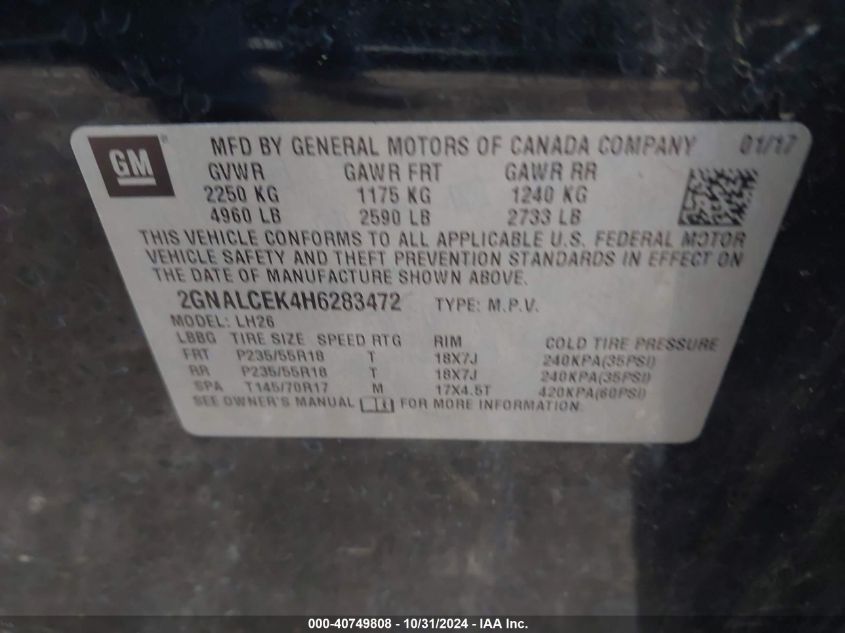 GM ® MFD BY GENERAL MOTORS OF CANADA COMPANY 01/17
GVWR GAWR FRT GAWR RR
2250 KG 1175 KG 1240 KG
4960 LB 2590 LB 2733 LB
THIS VEHICLE CONFORMS TO ALL APPLICABLE U.S. FEDERAL MOTOR
VEHICLE SAFETY AND THEFT PREVENTION STANDARDS IN EFFECT ON
THE DATE OF MANUFACTURE SHOWN ABOVE.
2GNALCEK4H6283472 TYPE: M.P.V.
MODEL: LH26
LBBG TIRE SIZE SPEED RTG RIM COLD TIRE PRESSURE
FRT P235/55R18 T 18X7J 240KPA(35PSI)
RR P235/55R18 T 18X7J 240KPA(35PSI)
SPA T145/70R17 M 17X4.5T 420KPA(60PSI)
SEE OWNER'S MANUAL FOR MORE INFORMATION.
000-40749808 - 10/31/2024 - IAA Inc.